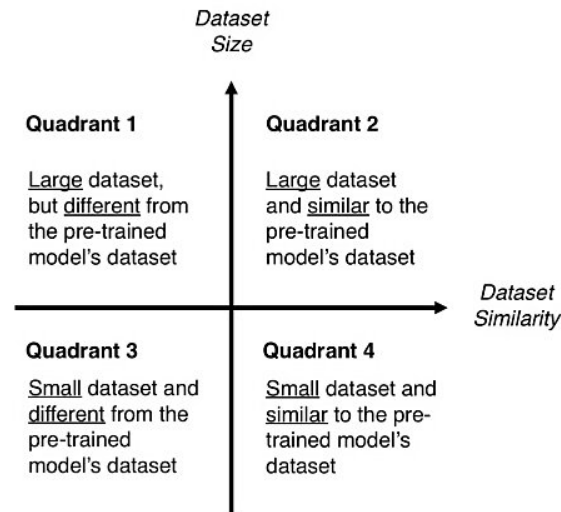 Dataset
Size
Quadrant 1
Large dataset,
but different from
the pre-trained
model's dataset
Quadrant 2
Large dataset
and similar to the
pre-trained
model's dataset
Dataset
Similarity
Quadrant 3
Small dataset and
different from the
pre-trained
model's dataset
Quadrant 4
Small dataset and
similar to the pre-
trained model's
dataset